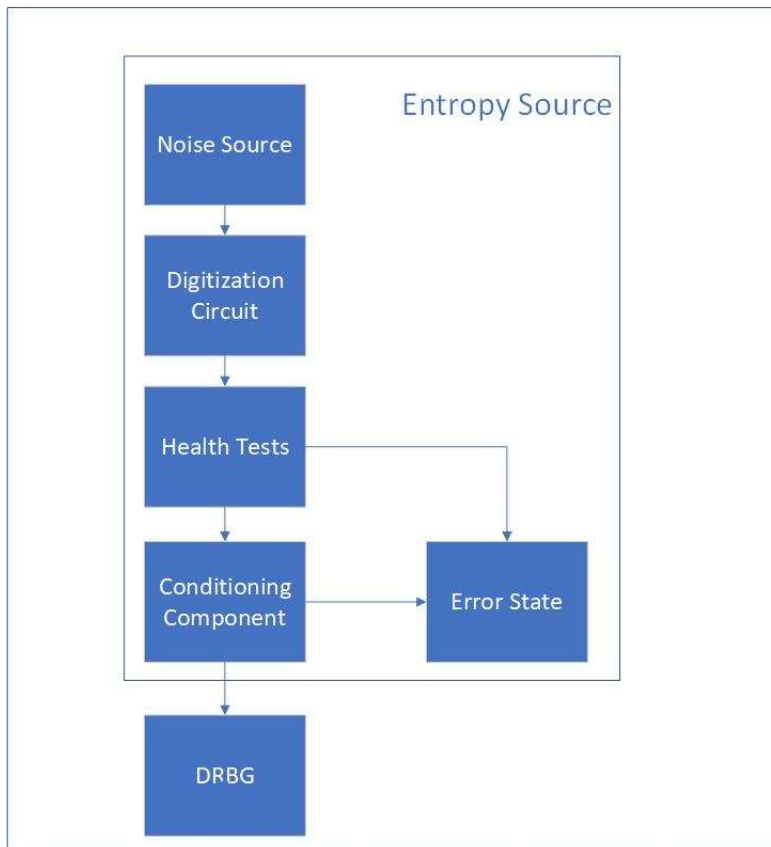 Entropy Source
Noise Source
Digitization
Circuit
Health Tests
Conditioning
Component
Error State
DRBG